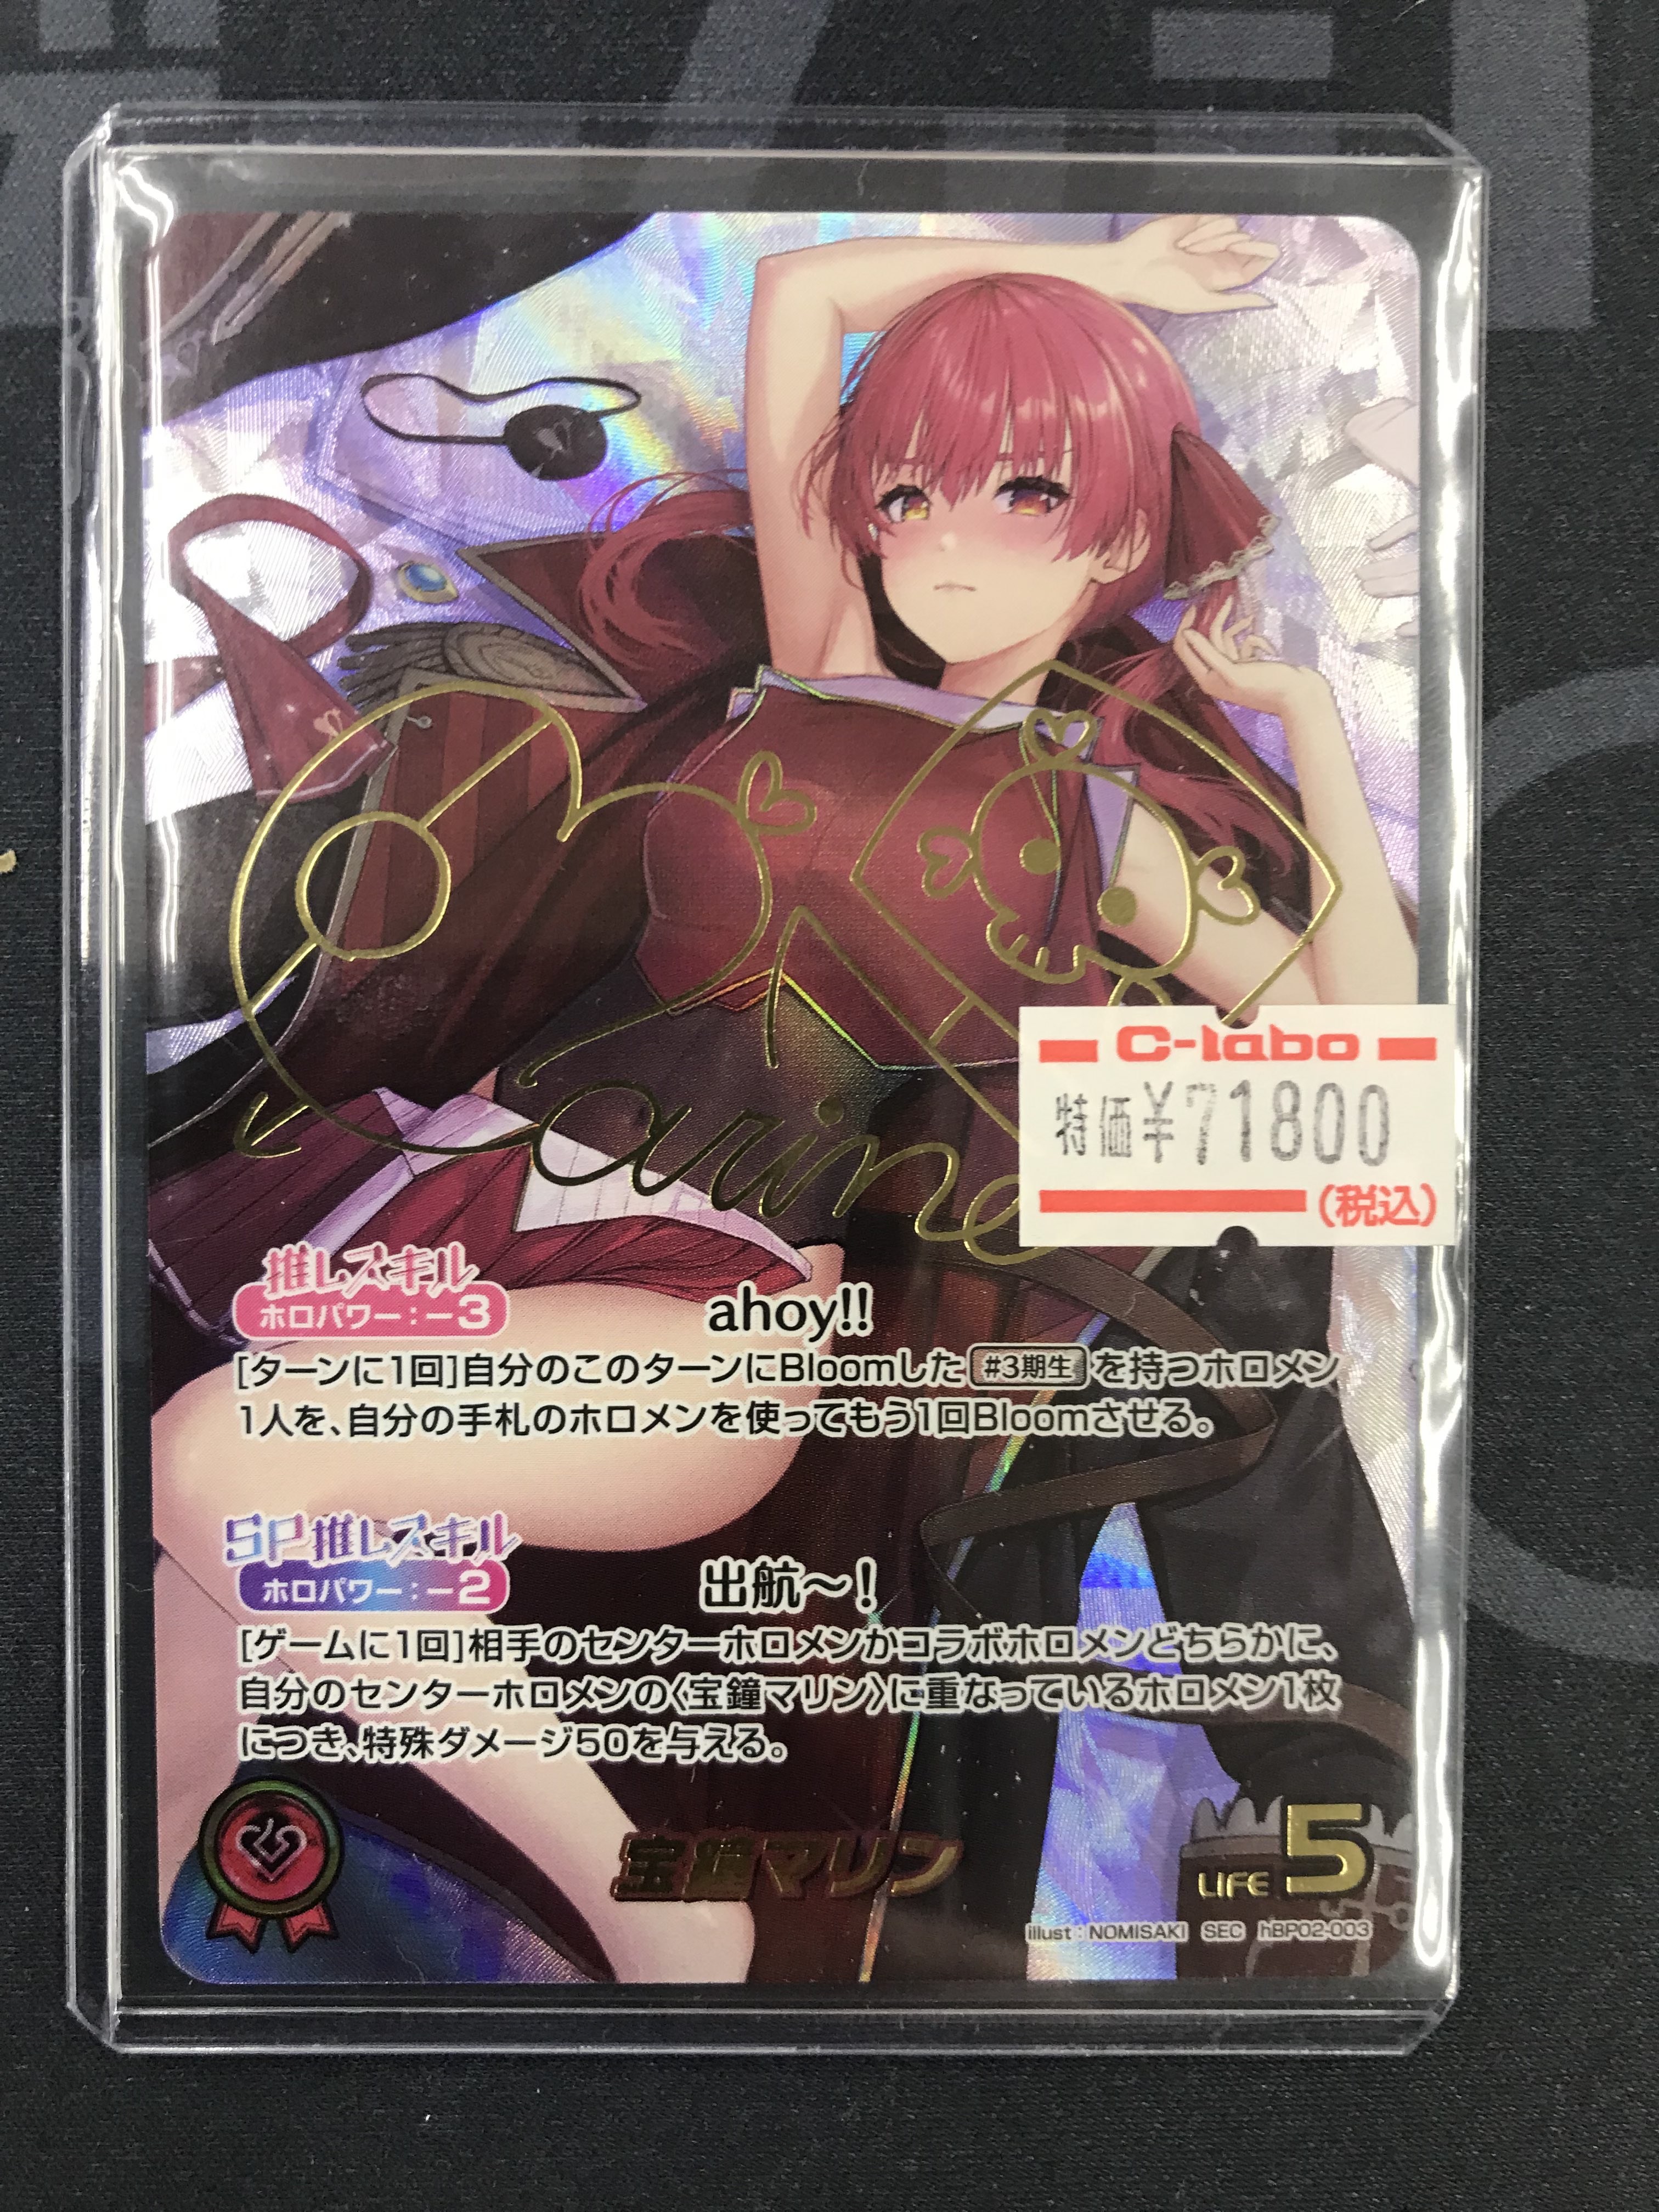 Marine
C-labo
特価￥71800
(税込)
推しスキル
ホロパワー：－3
ahoy!!
[ターンに1回]自分のこのターンにBloomした #3期生 を持つホロメン
1人を、自分の手札のホロメンを使ってもう1回Bloomさせる。
SP推しスキル
ホロパワー：－2
出航～！
[ゲームに1回]相手のセンターホロメンかコラボホロメンどちらかに、
自分のセンターホロメンの〈宝鐘マリン〉に重なっているホロメン1枚
につき、特殊ダメージ50を与える。
宝鐘マリン
LIFE 5
illust：NOMISAKI SEC hBP02-003